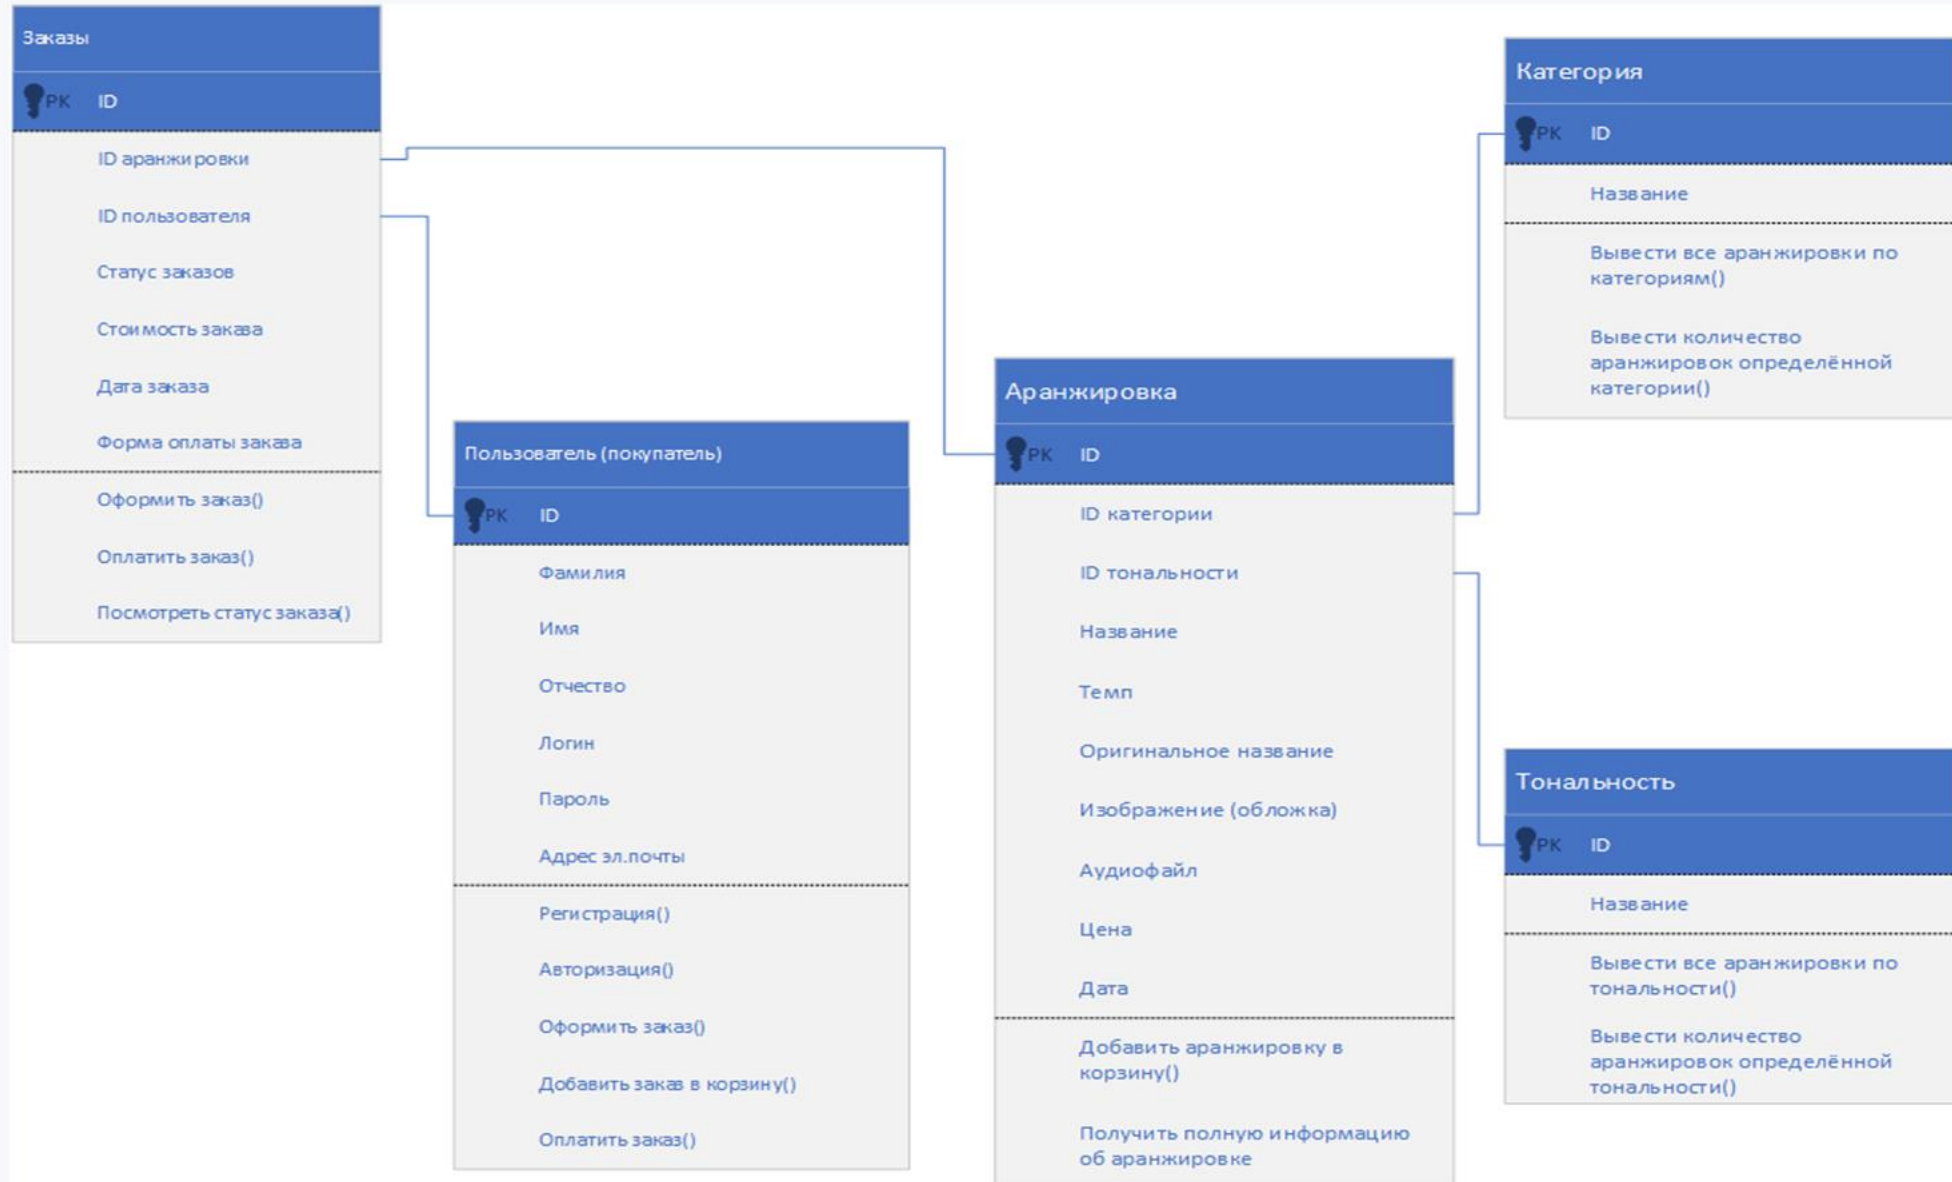 Заказы
PK ID
ID аранжировки
ID пользователя
Статус заказов
Стоимость заказа
Дата заказа
Форма оплаты заказа
Оформить заказ()
Оплатить заказ()
Посмотреть статус заказа()
Пользователь (покупатель)
PK ID
Фамилия
Имя
Отчество
Логин
Пароль
Адрес эл.почты
Регистрация()
Авторизация()
Оформить заказ()
Добавить заказ в корзину()
Оплатить заказ()
Аранжировка
PK ID
ID категории
ID тональности
Название
Темп
Оригинальное название
Изображение (обложка)
Аудиофайл
Цена
Дата
Добавить аранжировку в
корзину()
Получить полную информацию
об аранжировке
Категория
PK ID
Название
Вывести все аранжировки по
категориям()
Вывести количество
аранжировок определённой
категории()
Тональность
PK ID
Название
Вывести все аранжировки по
тональности()
Вывести количество
аранжировок определённой
тональности()